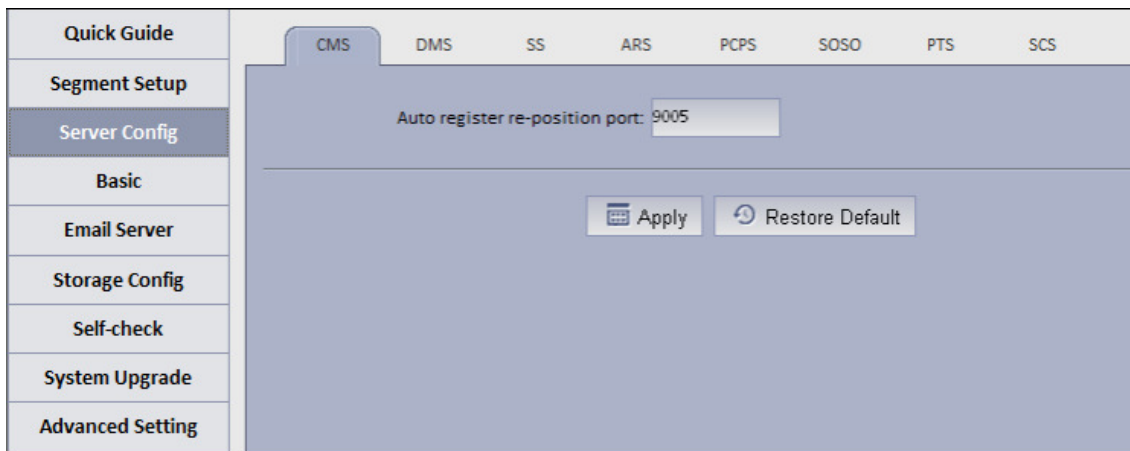 Quick Guide
Segment Setup
Server Config
Basic
Email Server
Storage Config
Self-check
System Upgrade
Advanced Setting
CMS DMS SS ARS PCPS SOSO PTS SCS
Auto register re-position port: 9005
Apply Restore Default